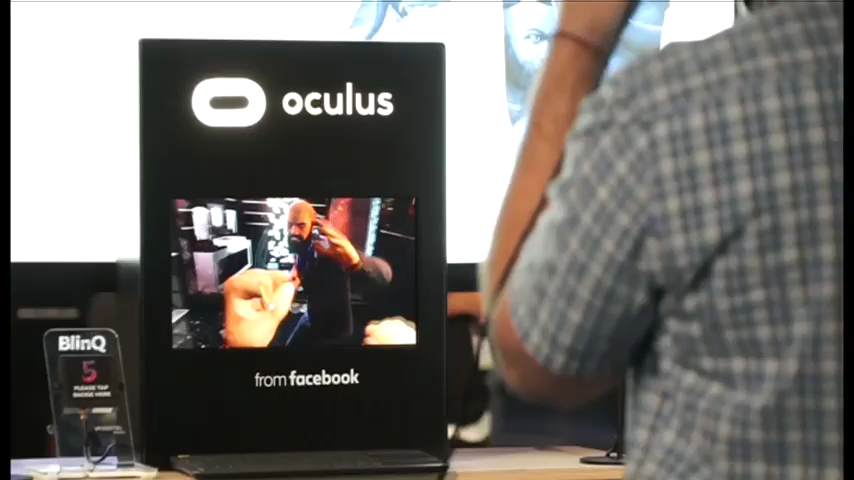 oculus
from facebook
BlinQ
5
PLEASE TAP
BADGE HERE